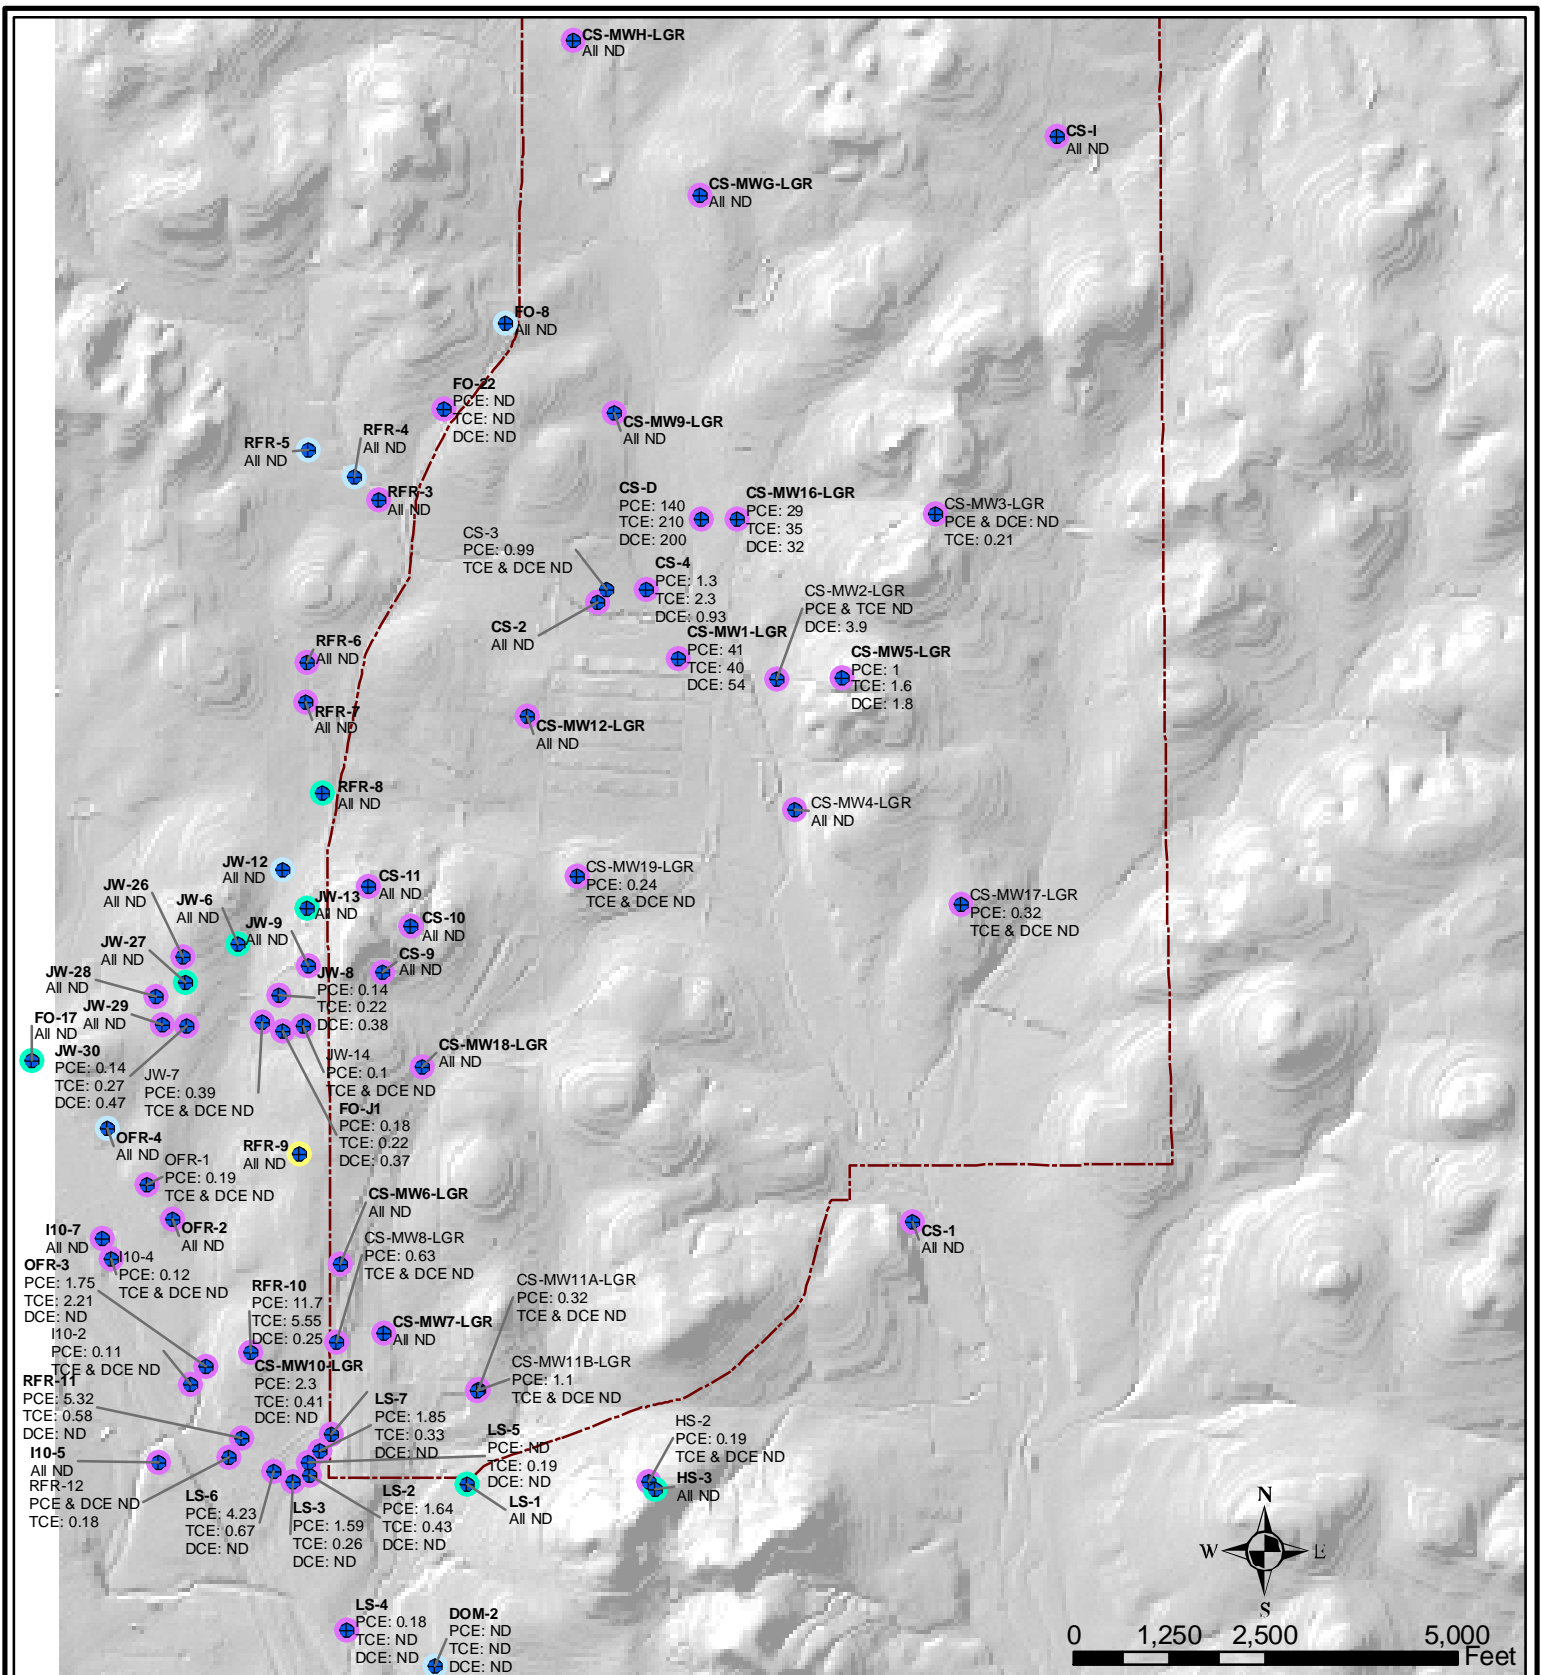 CS-MWH-LGR
All ND
CS-I
All ND
CS-MWG-LGR
All ND
FO-8
All ND
FO-22
PCE: ND
TCE: ND
DCE: ND
CS-MW9-LGR
All ND
RFR-4
All ND
RFR-5
All ND
RFR-3
All ND
CS-D
PCE: 140
TCE: 210
DCE: 200
CS-MW16-LGR
PCE: 29
TCE: 35
DCE: 32
CS-MW3-LGR
PCE & DCE: ND
TCE: 0.21
CS-3
PCE: 0.99
TCE & DCE ND
CS-4
PCE: 1.3
TCE: 2.3
DCE: 0.93
CS-MW2-LGR
PCE & TCE ND
DCE: 3.9
CS-2
All ND
CS-MW1-LGR
PCE: 41
TCE: 40
DCE: 54
CS-MW5-LGR
PCE: 1
TCE: 1.6
DCE: 1.8
RFR-6
All ND
RFR-7
All ND
CS-MW12-LGR
All ND
RFR-8
All ND
CS-MW4-LGR
All ND
JW-12
All ND
CS-11
All ND
CS-MW19-LGR
PCE: 0.24
TCE & DCE ND
CS-MW17-LGR
PCE: 0.32
TCE & DCE ND
JW-26
All ND
JW-6
All ND
JW-13
All ND
JW-9
All ND
CS-10
All ND
JW-27
All ND
CS-9
All ND
JW-28
All ND
JW-8
PCE: 0.14
TCE: 0.22
DCE: 0.38
JW-29
All ND
FO-17
All ND
JW-30
PCE: 0.14
TCE: 0.27
DCE: 0.47
JW-7
PCE: 0.39
TCE & DCE ND
JW-14
PCE: 0.1
TCE & DCE ND
CS-MW18-LGR
All ND
FO-J1
PCE: 0.18
TCE: 0.22
DCE: 0.37
OFR-4
All ND
RFR-9
All ND
OFR-1
PCE: 0.19
TCE & DCE ND
CS-MW6-LGR
All ND
OFR-2
All ND
CS-1
All ND
I10-7
All ND
CS-MW8-LGR
PCE: 0.63
TCE & DCE ND
I10-4
PCE: 0.12
TCE & DCE ND
OFR-3
PCE: 1.75
TCE: 2.21
DCE: ND
RFR-10
PCE: 11.7
TCE: 5.55
DCE: 0.25
CS-MW11A-LGR
PCE: 0.32
TCE & DCE ND
CS-MW7-LGR
All ND
I10-2
PCE: 0.11
TCE & DCE ND
CS-MW11B-LGR
PCE: 1.1
TCE & DCE ND
CS-MW10-LGR
PCE: 2.3
TCE: 0.41
DCE: ND
RFR-11
PCE: 5.32
TCE: 0.58
DCE: ND
LS-7
PCE: 1.85
TCE: 0.33
DCE: ND
LS-5
PCE: ND
TCE: 0.19
DCE: ND
HS-2
PCE: 0.19
TCE & DCE ND
I10-5
All ND
HS-3
All ND
RFR-12
PCE & DCE ND
TCE: 0.18
LS-6
PCE: 4.23
TCE: 0.67
DCE: ND
LS-3
PCE: 1.59
TCE: 0.26
DCE: ND
LS-2
PCE: 1.64
TCE: 0.43
DCE: ND
LS-1
All ND
LS-4
PCE: 0.18
TCE: ND
DCE: ND
DOM-2
PCE: ND
TCE: ND
DCE: ND
N
W
E
S
0 1,250 2,500 5,000
Feet